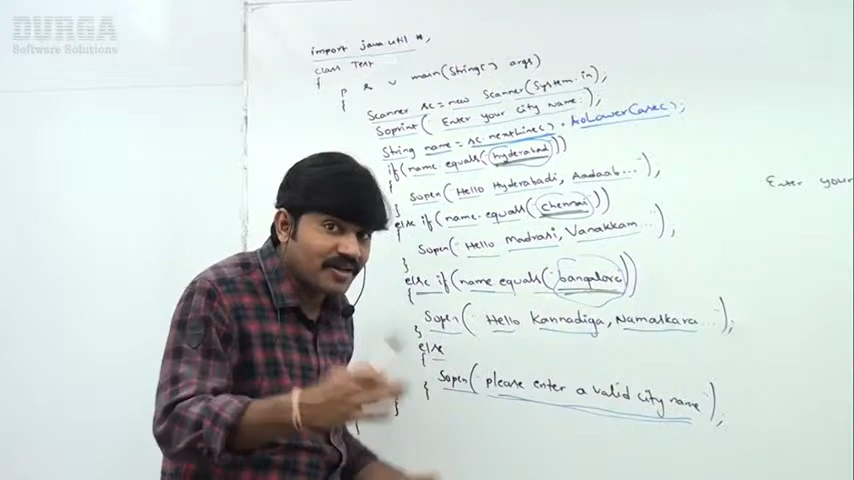 DURGA
Software Solutions
import java.util.*;
class Test
{
p s v main(String[] args)
{
Scanner sc = new Scanner(System.in);
Soprint("Enter your city name:");
String name = sc.nextLine().toLowerCase();
if(name.equals("hyderabad"))
{
Sopln("Hello Hyderabadi, Aadaab...");
}
else if(name.equals("chennai"))
Sopln("Hello Madrasi, Vanakkam...");
}
else if(name.equals("bangalore"))
{
Sopln("Hello Kannadiga, Namaskara...");
}
else
{
Sopln("please enter a valid city name");
}
Enter your